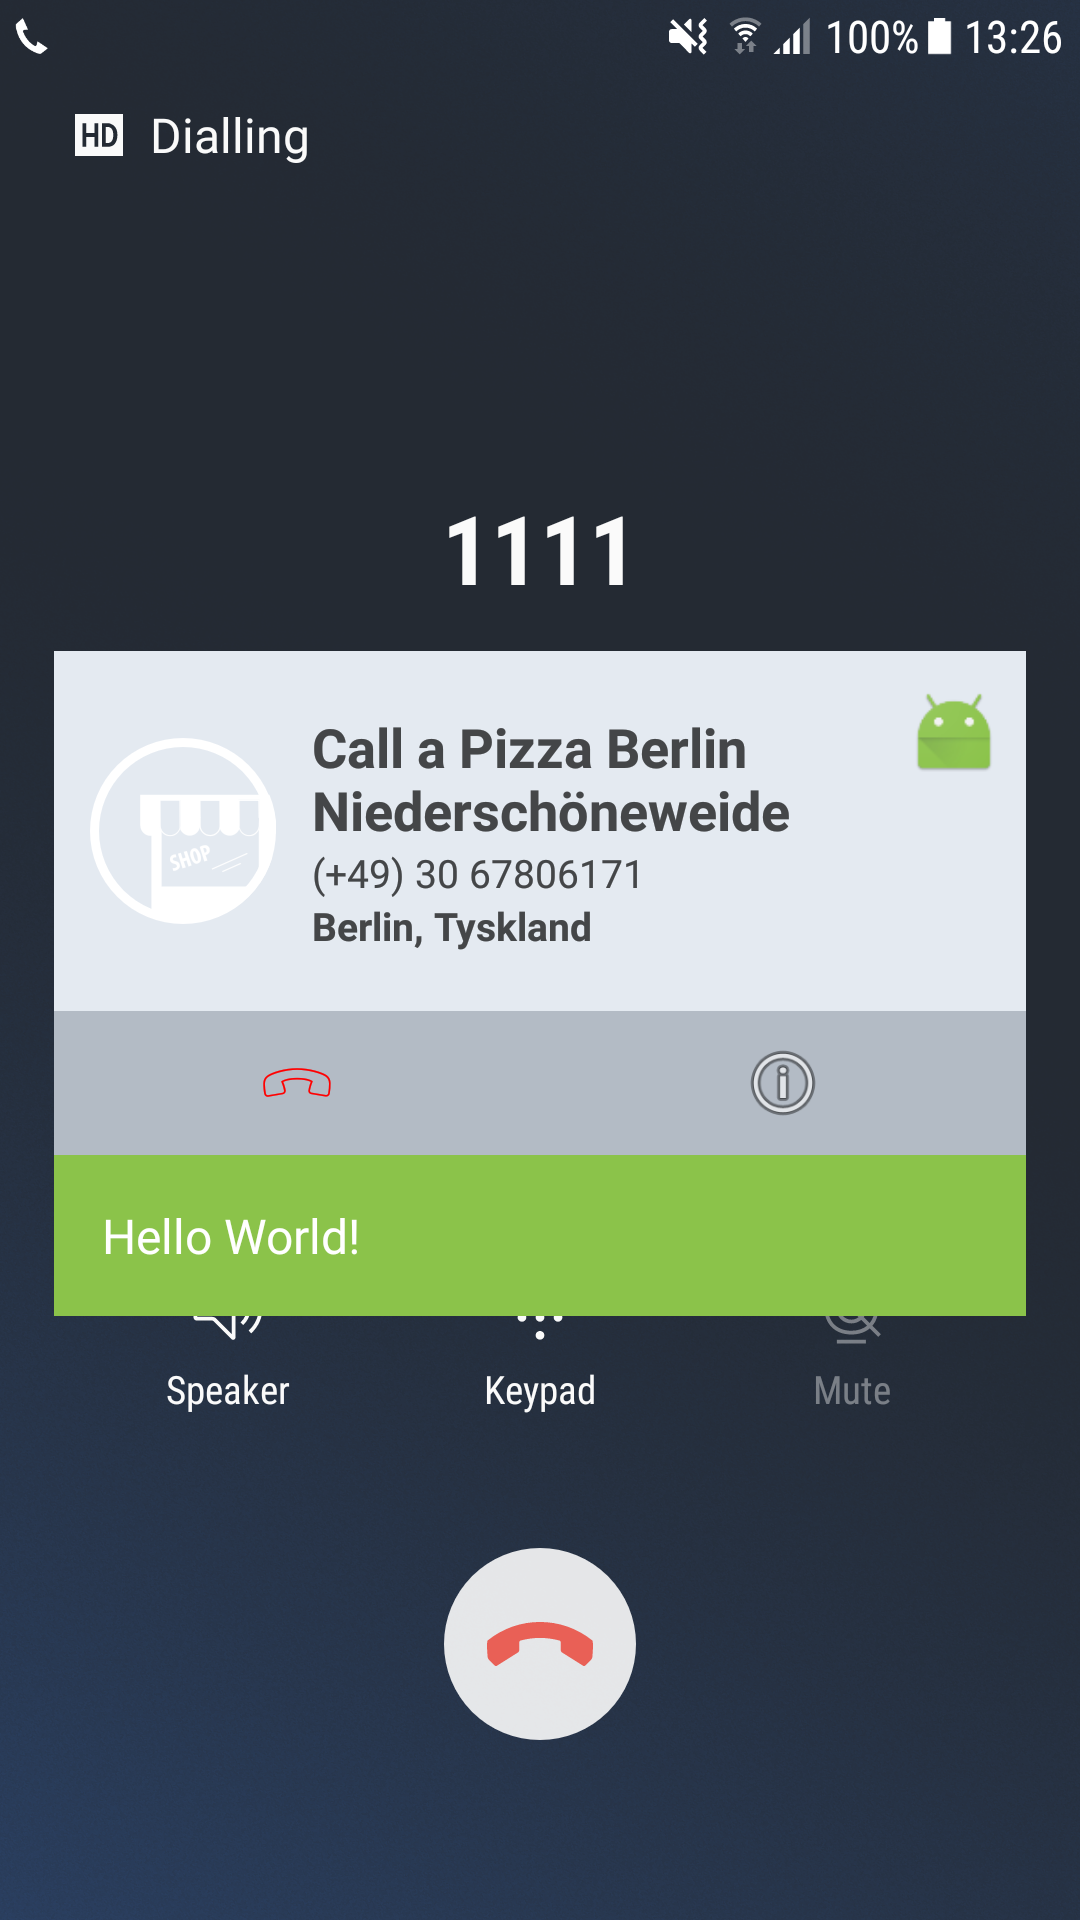 100% 13:26
HD Dialling
1111
Call a Pizza Berlin
Niederschöneweide
(+49) 30 67806171
Berlin, Tyskland
SHOP
Hello World!
Speaker Keypad Mute